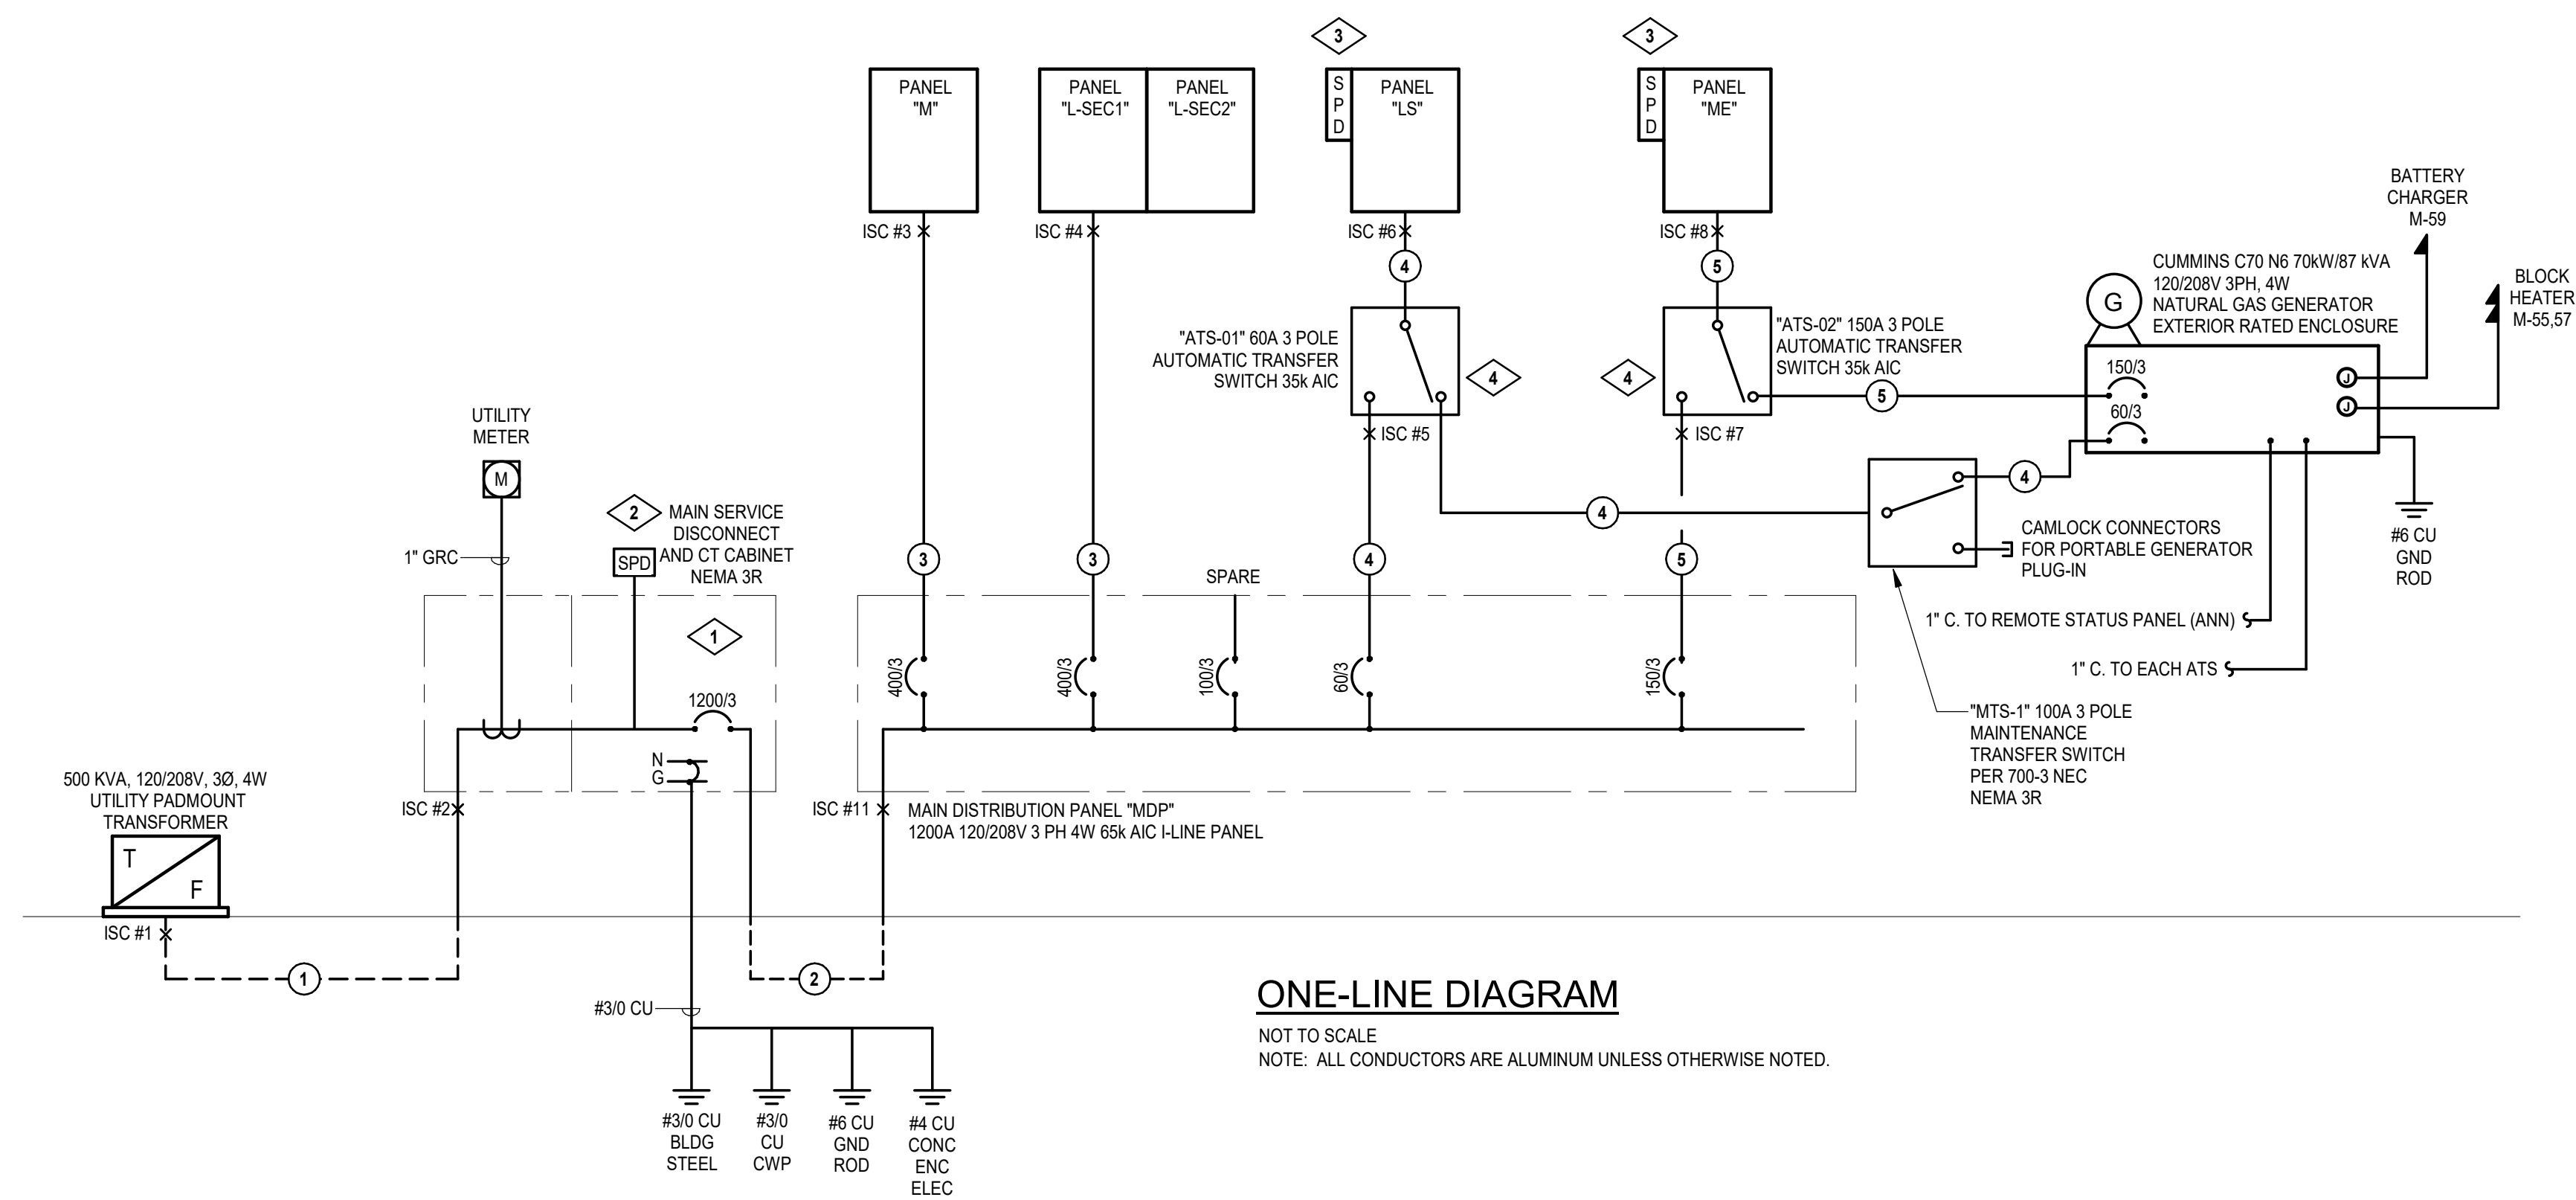 3
3
PANEL
"M"
PANEL
"L-SEC1"
PANEL
"L-SEC2"
S
P
D
PANEL
"LS"
S
P
D
PANEL
"ME"
ISC #3
ISC #4
ISC #6
ISC #8
4
5
BATTERY
CHARGER
M-59
BLOCK
HEATER
M-55,57
CUMMINS C70 N6 70kW/87 kVA
120/208V 3PH, 4W
NATURAL GAS GENERATOR
EXTERIOR RATED ENCLOSURE
G
150/3
60/3
J
J
"ATS-01" 60A 3 POLE
AUTOMATIC TRANSFER
SWITCH 35k AIC
4
4
"ATS-02" 150A 3 POLE
AUTOMATIC TRANSFER
SWITCH 35k AIC
5
ISC #5
ISC #7
4
4
CAMLOCK CONNECTORS
FOR PORTABLE GENERATOR
PLUG-IN
#6 CU
GND
ROD
1" C. TO REMOTE STATUS PANEL (ANN)
1" C. TO EACH ATS
"MTS-1" 100A 3 POLE
MAINTENANCE
TRANSFER SWITCH
PER 700-3 NEC
NEMA 3R
UTILITY
METER
M
1" GRC
2
MAIN SERVICE
DISCONNECT
AND CT CABINET
NEMA 3R
SPD
1
1200/3
N
G
3
3
SPARE
4
5
400/3
400/3
100/3
60/3
150/3
ISC #2
ISC #11
MAIN DISTRIBUTION PANEL "MDP"
1200A 120/208V 3 PH 4W 65k AIC I-LINE PANEL
500 KVA, 120/208V, 3Ø, 4W
UTILITY PADMOUNT
TRANSFORMER
T
F
ISC #1
1
2
#3/0 CU
#3/0 CU
BLDG
STEEL
#3/0
CU
CWP
#6 CU
GND
ROD
#4 CU
CONC
ENC
ELEC
ONE-LINE DIAGRAM
NOT TO SCALE
NOTE: ALL CONDUCTORS ARE ALUMINUM UNLESS OTHERWISE NOTED.